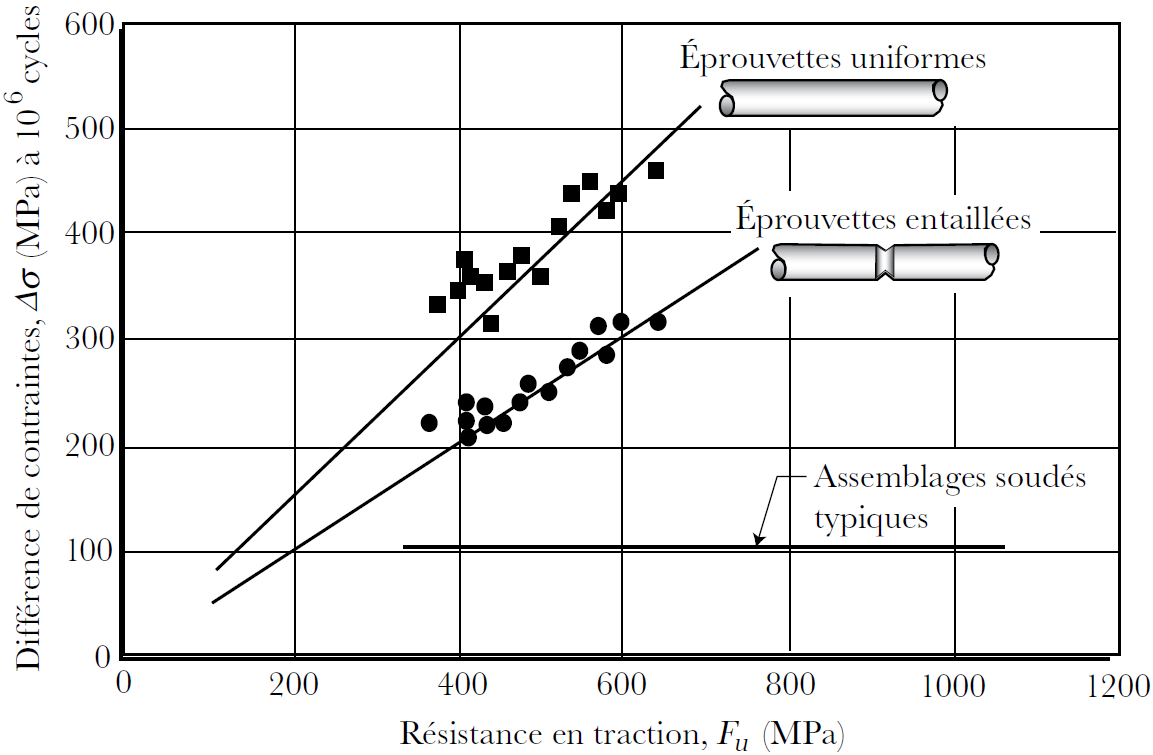 Différence de contraintes, Δσ (MPa) à 10⁶ cycles
600
500
400
300
200
100
0
Éprouvettes uniformes
Éprouvettes entaillées
Assemblages soudés
typiques
0 200 400 600 800 1000 1200
Résistance en traction, Fᵤ (MPa)